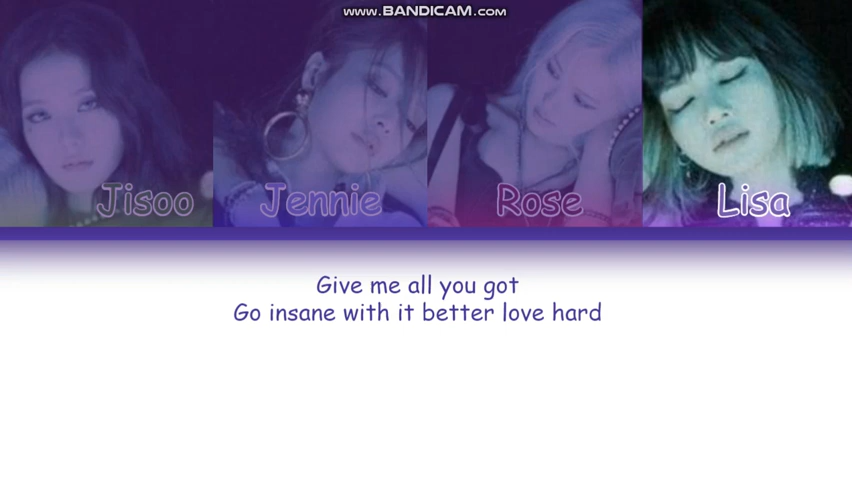 www.BANDICAM.com
Jisoo
Jennie
Rose
Lisa
Give me all you got
Go insane with it better love hard